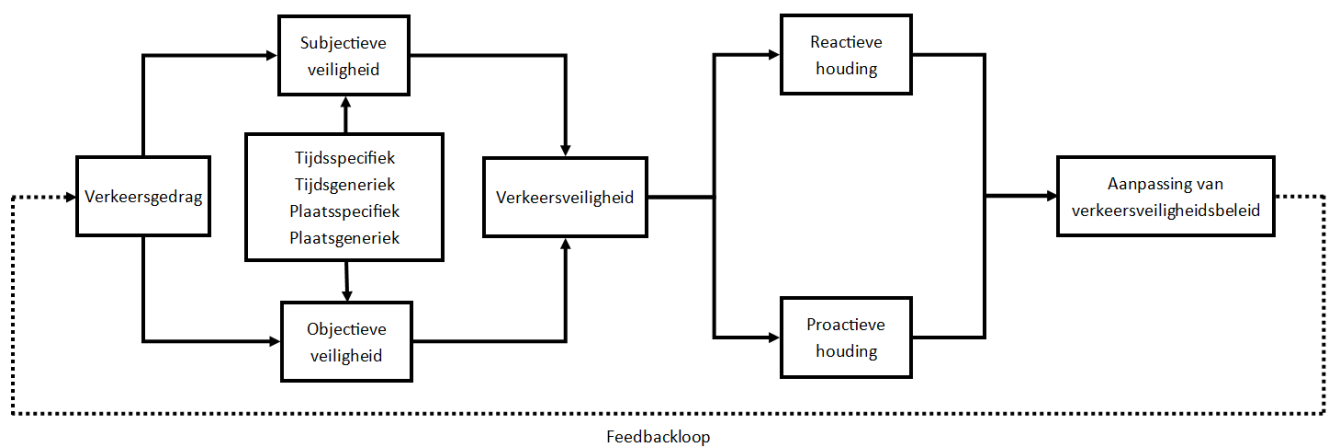 Subjectieve
veiligheid
Reactieve
houding
Tijdsspecifiek
Tijdsgeneriek
Plaatsspecifiek
Plaatsgeneriek
Verkeersgedrag
Verkeersveiligheid
Aanpassing van
verkeersveiligheidsbeleid
Objectieve
veiligheid
Proactieve
houding
Feedbackloop